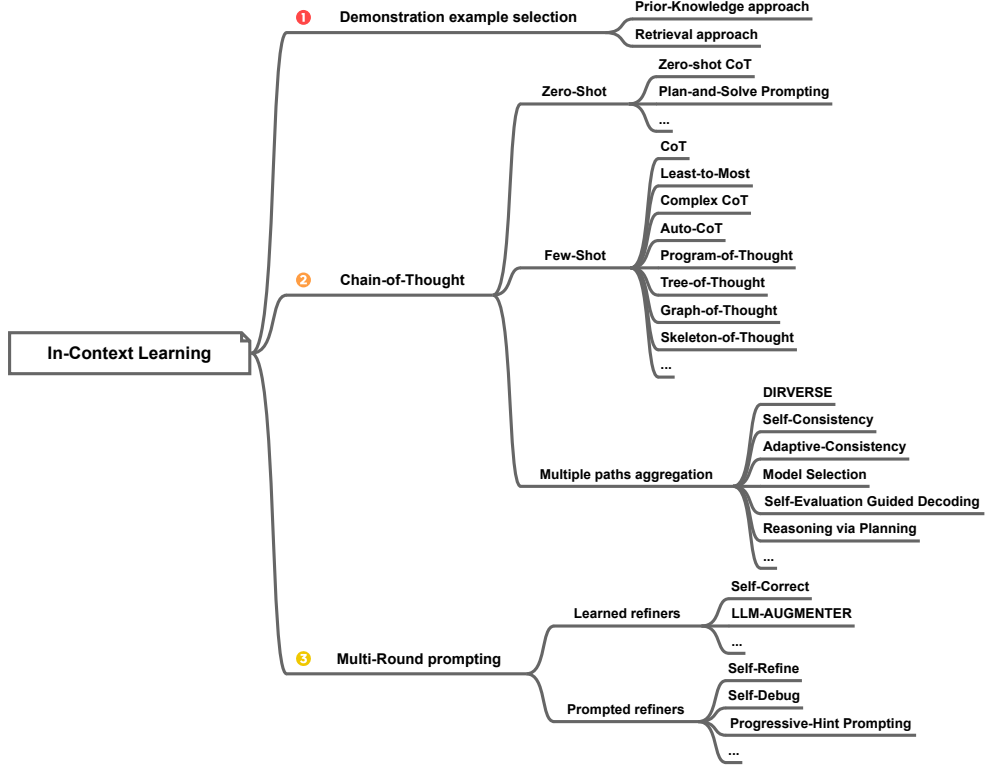 In-Context Learning
1 Demonstration example selection
Prior-Knowledge approach
Retrieval approach
2 Chain-of-Thought
Zero-Shot
Zero-shot CoT
Plan-and-Solve Prompting
...
Few-Shot
CoT
Least-to-Most
Complex CoT
Auto-CoT
Program-of-Thought
Tree-of-Thought
Graph-of-Thought
Skeleton-of-Thought
...
Multiple paths aggregation
DIRVERSE
Self-Consistency
Adaptive-Consistency
Model Selection
Self-Evaluation Guided Decoding
Reasoning via Planning
...
3 Multi-Round prompting
Learned refiners
Self-Correct
LLM-AUGMENTER
...
Prompted refiners
Self-Refine
Self-Debug
Progressive-Hint Prompting
...